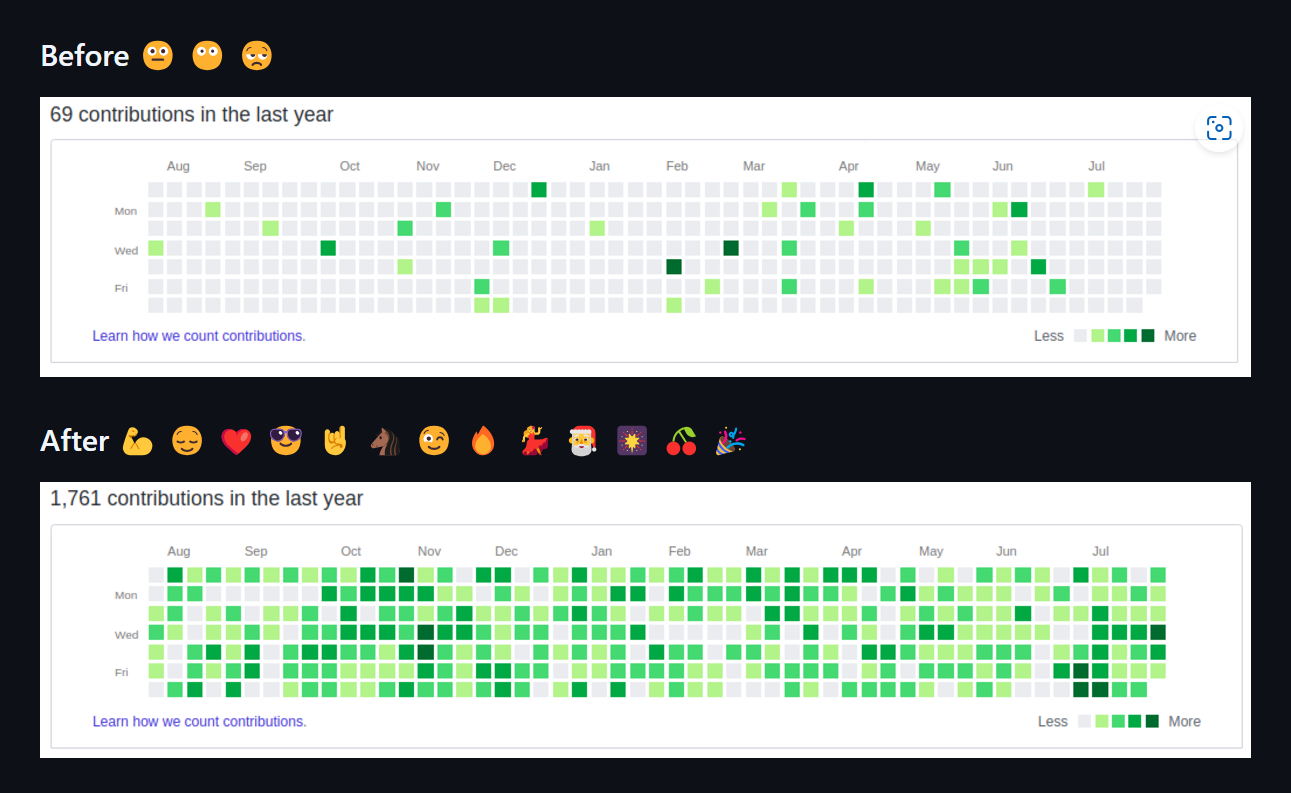 Before 😐 😶 😒
69 contributions in the last year
Aug Sep Oct Nov Dec Jan Feb Mar Apr May Jun Jul
Mon
Wed
Fri
Learn how we count contributions.
Less More
After 💪 😌 ❤️ 😎 🤘 🐴 😉 🔥 💃 🎅 🎇 🍒 🎉
1,761 contributions in the last year
Aug Sep Oct Nov Dec Jan Feb Mar Apr May Jun Jul
Mon
Wed
Fri
Learn how we count contributions.
Less More